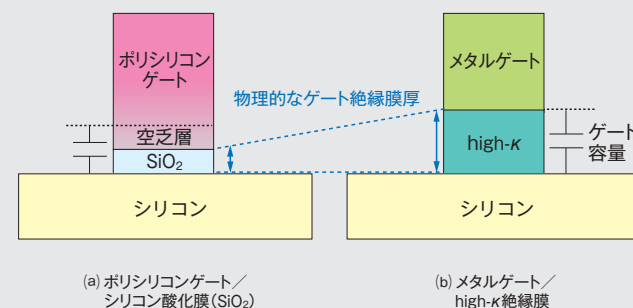 ポリシリコン
ゲート
空乏層
SiO₂
シリコン
物理的なゲート絶縁膜厚
メタルゲート
high-κ
ゲート
容量
シリコン
(a) ポリシリコンゲート／
シリコン酸化膜(SiO₂)
(b) メタルゲート／
high-κ絶縁膜